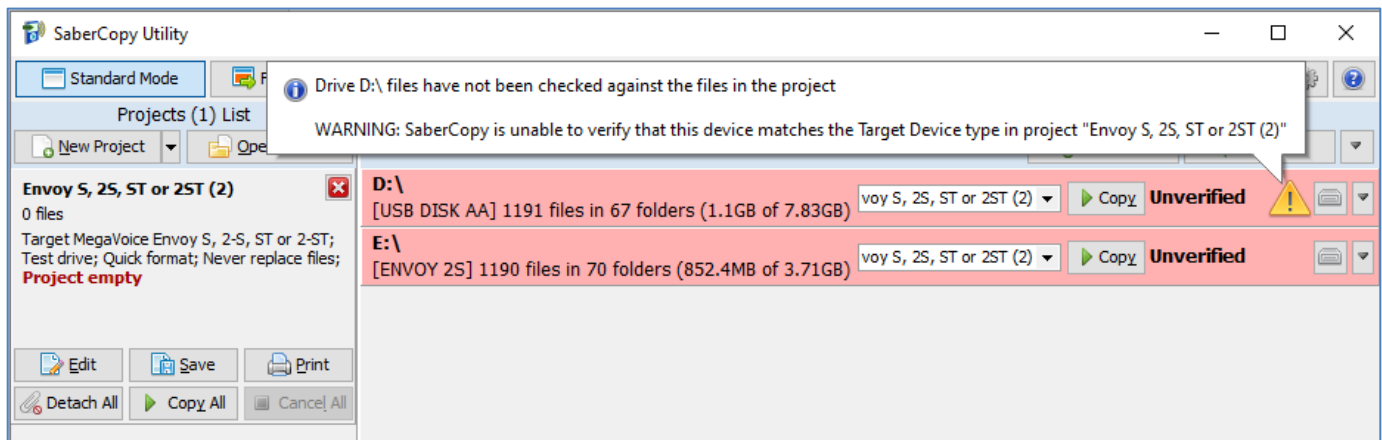 SaberCopy Utility
Standard Mode
F
Drive D:\ files have not been checked against the files in the project
WARNING: SaberCopy is unable to verify that this device matches the Target Device type in project "Envoy S, 2S, ST or 2ST (2)"
Projects (1) List
New Project
Ope
Envoy S, 2S, ST or 2ST (2)
0 files
Target MegaVoice Envoy S, 2-S, ST or 2-ST;
Test drive; Quick format; Never replace files;
Project empty
Edit
Save
Print
Detach All
Copy All
Cancel All
D:\
[USB DISK AA] 1191 files in 67 folders (1.1GB of 7.83GB)
voy S, 2S, ST or 2ST (2)
Copy
Unverified
E:\
[ENVOY 2S] 1190 files in 70 folders (852.4MB of 3.71GB)
voy S, 2S, ST or 2ST (2)
Copy
Unverified